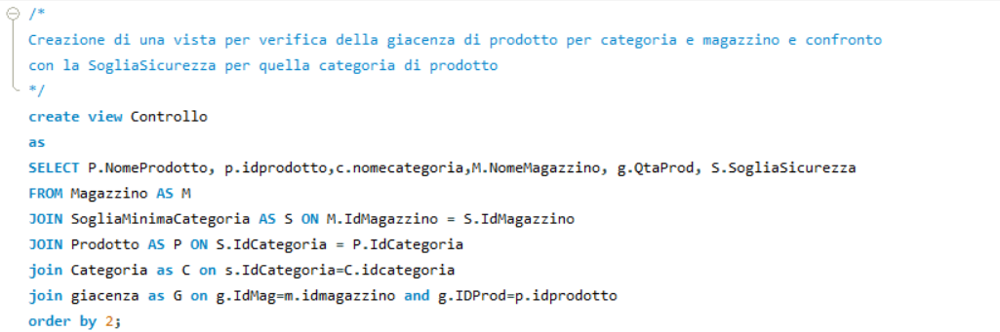 /*
Creazione di una vista per verifica della giacenza di prodotto per categoria e magazzino e confronto
con la SogliaSicurezza per quella categoria di prodotto
*/
create view Controllo
as
SELECT P.NomeProdotto, p.idprodotto,c.nomecategoria,M.NomeMagazzino, g.QtaProd, S.SogliaSicurezza
FROM Magazzino AS M
JOIN SogliaMinimaCategoria AS S ON M.IdMagazzino = S.IdMagazzino
JOIN Prodotto AS P ON S.IdCategoria = P.IdCategoria
join Categoria as C on s.IdCategoria=C.idcategoria
join giacenza as G on g.IdMag=m.idmagazzino and g.IDProd=p.idprodotto
order by 2;